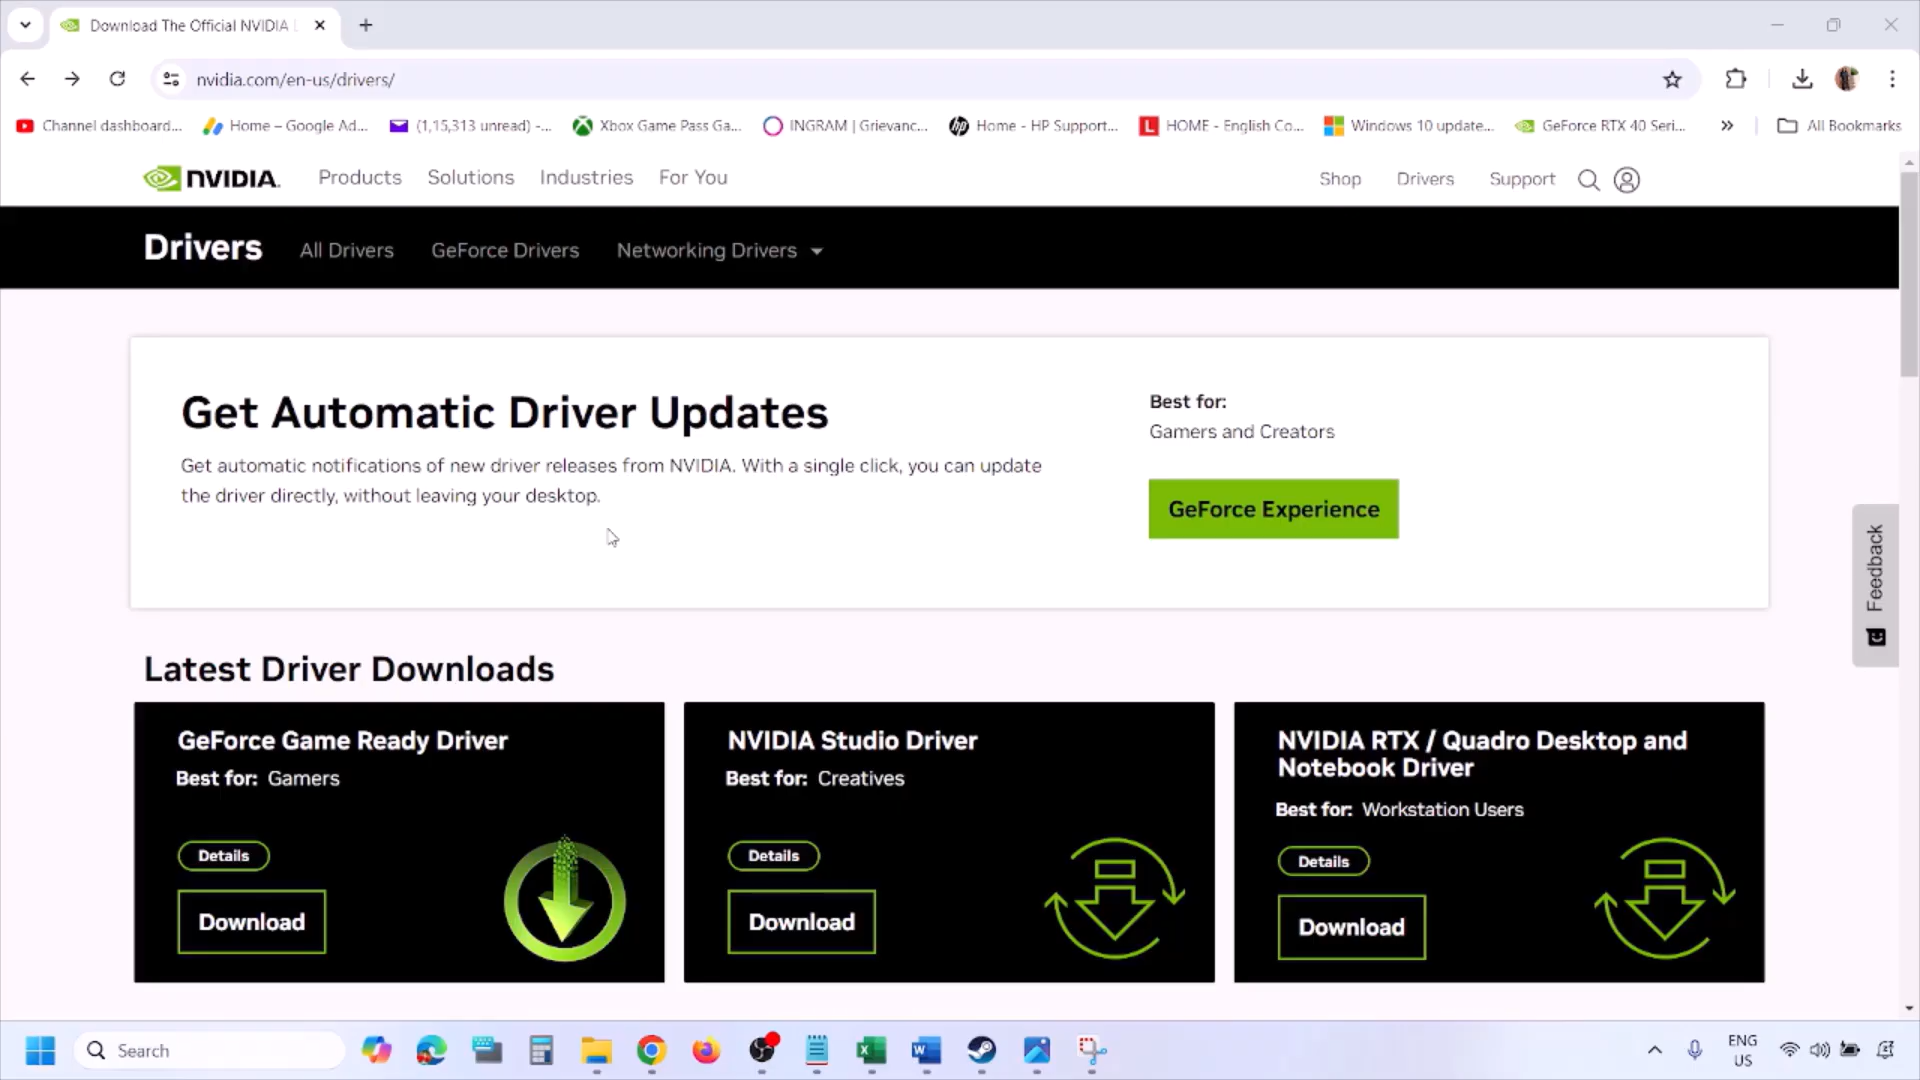 Download The Official NVIDIA
nvidia.com/en-us/drivers/
Channel dashboard...
Home – Google Ad...
(1,15,313 unread) -...
Xbox Game Pass Ga...
INGRAM | Grievanc...
Home - HP Support...
HOME - English Co...
Windows 10 update...
GeForce RTX 40 Seri...
All Bookmarks
NVIDIA.
Products
Solutions
Industries
For You
Shop
Drivers
Support
Drivers
All Drivers
GeForce Drivers
Networking Drivers
Get Automatic Driver Updates
Get automatic notifications of new driver releases from NVIDIA. With a single click, you can update
the driver directly, without leaving your desktop.
Best for:
Gamers and Creators
GeForce Experience
Feedback
Latest Driver Downloads
GeForce Game Ready Driver
Best for: Gamers
Details
Download
NVIDIA Studio Driver
Best for: Creatives
Details
Download
NVIDIA RTX / Quadro Desktop and
Notebook Driver
Best for: Workstation Users
Details
Download
Search
ENG
US